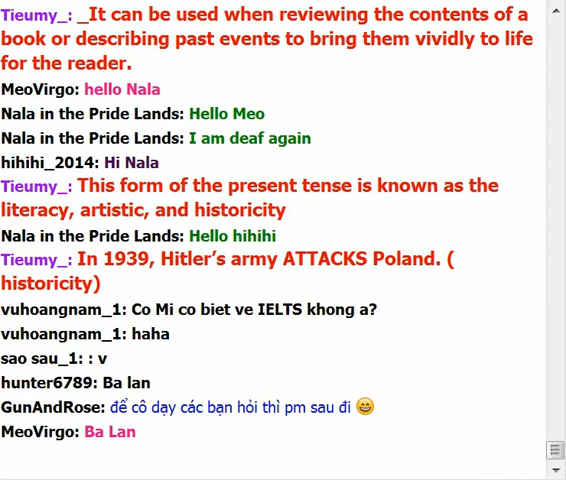 Tieumy_: _It can be used when reviewing the contents of a
book or describing past events to bring them vividly to life
for the reader.
MeoVirgo: hello Nala
Nala in the Pride Lands: Hello Meo
Nala in the Pride Lands: I am deaf again
hihihi_2014: Hi Nala
Tieumy_: This form of the present tense is known as the
literacy, artistic, and historicity
Nala in the Pride Lands: Hello hihihi
Tieumy_: In 1939, Hitler’s army ATTACKS Poland. (
historicity)
vuhoangnam_1: Co Mi co biet ve IELTS khong a?
vuhoangnam_1: haha
sao sau_1: : v
hunter6789: Ba lan
GunAndRose: để cô dạy các bạn hỏi thì pm sau đi 😄
MeoVirgo: Ba Lan